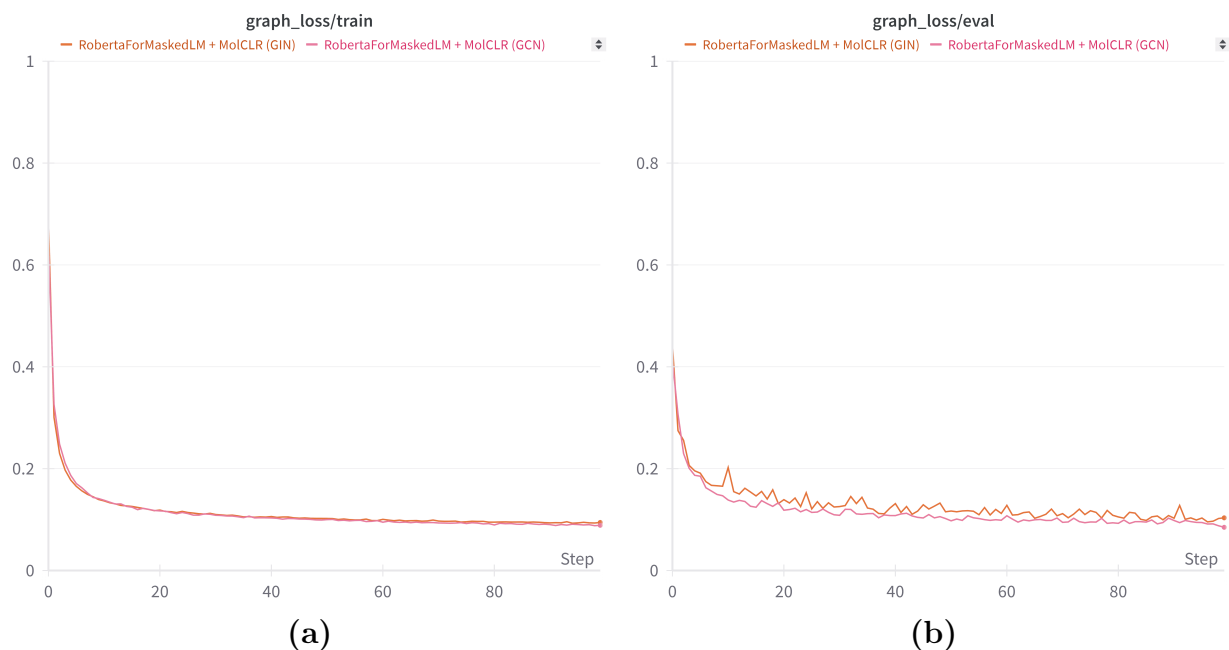 graph_loss/train
RobertaForMaskedLM + MolCLR (GIN) RobertaForMaskedLM + MolCLR (GCN)
1
0.8
0.6
0.4
0.2
0
Step
0 20 40 60 80
(a)
graph_loss/eval
RobertaForMaskedLM + MolCLR (GIN) RobertaForMaskedLM + MolCLR (GCN)
1
0.8
0.6
0.4
0.2
0
Step
0 20 40 60 80
(b)